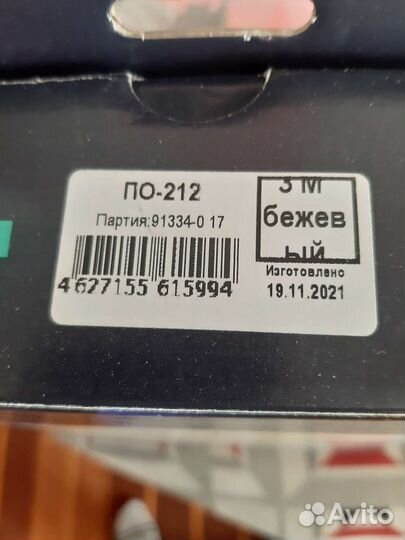 ПО-212
Партия:91334-0 17
4 627155 615994
3 М
бежев
ый
Изготовлено
19.11.2021
Avito